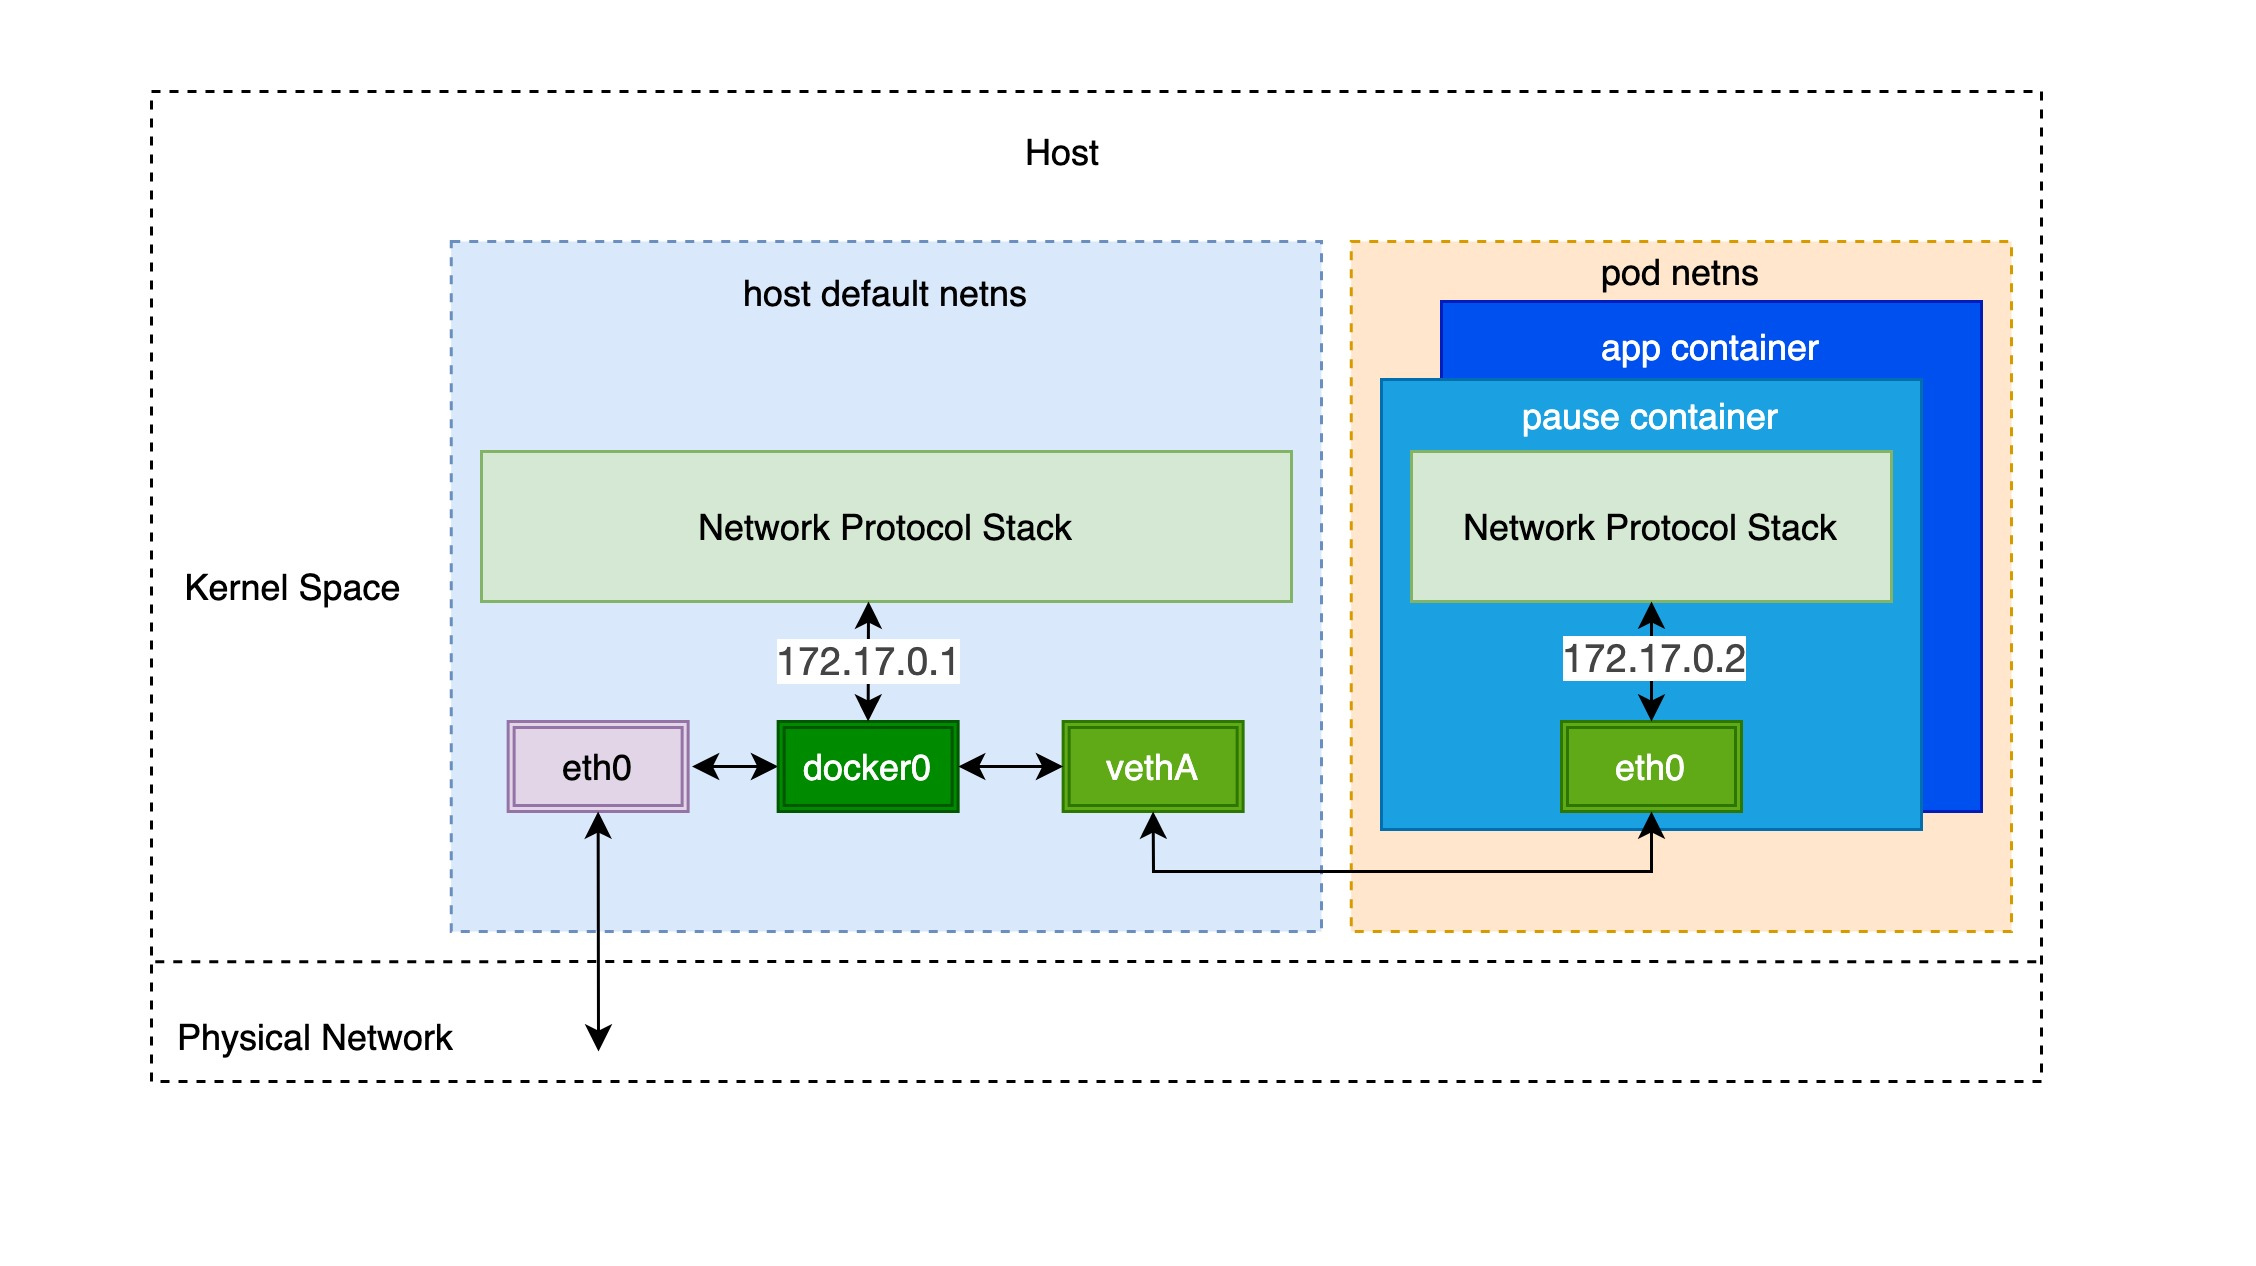 Host
host default netns
pod netns
app container
pause container
Network Protocol Stack
Network Protocol Stack
Kernel Space
172.17.0.1
172.17.0.2
eth0
docker0
vethA
eth0
Physical Network